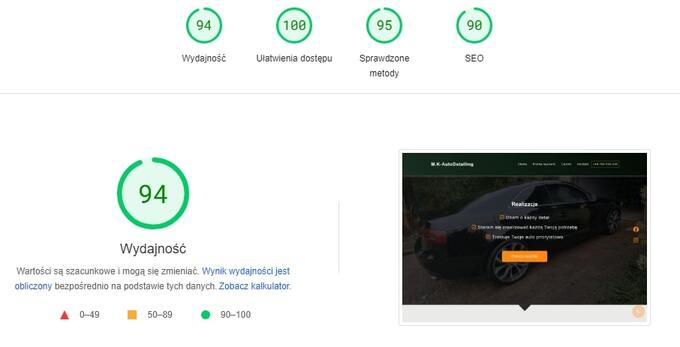 94 100 95 90
Wydajność Ułatwienia dostępu Sprawdzone SEO
metody
94
Wydajność
Wartości są szacunkowe i mogą się zmieniać. Wynik wydajności jest
obliczony bezpośrednio na podstawie tych danych. Zobacz kalkulator.
0–49 50–89 90–100
M.K-AutoDetailing
Realizacje
Dbam o każdy detal
Staram się zrealizować każdą Twoją potrzebę
Traktuję Twoje auto priorytetowo